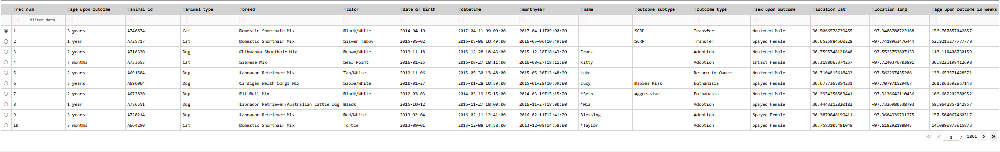 rec_num age_upon_outcome animal_id animal_type breed color date_of_birth datetime monthyear name outcome_subtype outcome_type sex_upon_outcome location_lat location_long age_upon_outcome_in_weeks
filter data...
1 3 years A746874 Cat Domestic Shorthair Mix Black/White 2014-04-10 2017-04-11 09:00:00 2017-04-11T09:00:00 SCRP Transfer Neutered Male 30.5066578739455 -97.3408780722188 156.767857142857
2 1 year A725717 Cat Domestic Shorthair Mix Silver Tabby 2015-05-02 2016-05-06 10:49:00 2016-05-06T10:49:00 SCRP Transfer Spayed Female 30.6525984560228 -97.7419963476444 52.9215277777778
3 2 years A716330 Dog Chihuahua Shorthair Mix Brown/White 2013-11-18 2015-12-28 18:43:00 2015-12-28T18:43:00 Frank Adoption Neutered Male 30.7595748121648 -97.5523753807133 110.111408730159
4 7 months A733653 Cat Siamese Mix Seal Point 2016-01-25 2016-08-27 18:11:00 2016-08-27T18:11:00 Kitty Adoption Intact Female 30.3188063374257 -97.7240376703891 30.8225198412698
5 2 years A691584 Dog Labrador Retriever Mix Tan/White 2012-11-06 2015-05-30 13:48:00 2015-05-30T13:48:00 Luke Return to Owner Neutered Male 30.7104815618433 -97.562297435286 133.653571428571
6 5 years A696004 Dog Cardigan Welsh Corgi Mix Sable/White 2010-01-27 2015-01-28 10:39:00 2015-01-28T10:39:00 Lucy Rabies Risk Euthanasia Spayed Female 30.6737365854231 -97.707971529467 261.063392857143
7 2 years A673830 Dog Pit Bull Mix Black/White 2012-03-03 2014-03-19 15:15:00 2014-03-19T15:15:00 *Seth Aggressive Euthanasia Neutered Male 30.2954256583441 -97.3136642110436 106.662202380952
8 1 year A736551 Dog Labrador Retriever/Australian Cattle Dog Black 2015-10-12 2016-11-27 18:00:00 2016-11-27T18:00:00 *Mia Adoption Spayed Female 30.4443212820182 -97.7326980338793 58.9642857142857
9 3 years A720214 Dog Labrador Retriever Mix Red/White 2013-02-04 2016-02-11 12:41:00 2016-02-11T12:41:00 Blessing Adoption Spayed Female 30.3870648199411 -97.3684339731375 157.504067460317
10 3 months A664290 Cat Domestic Shorthair Mix Tortie 2013-09-01 2013-12-08 14:58:00 2013-12-08T14:58:00 *Taylor Adoption Spayed Female 30.7583105481048 -97.618292198845 14.0890873015873
« ‹ 1 / 1001 › »